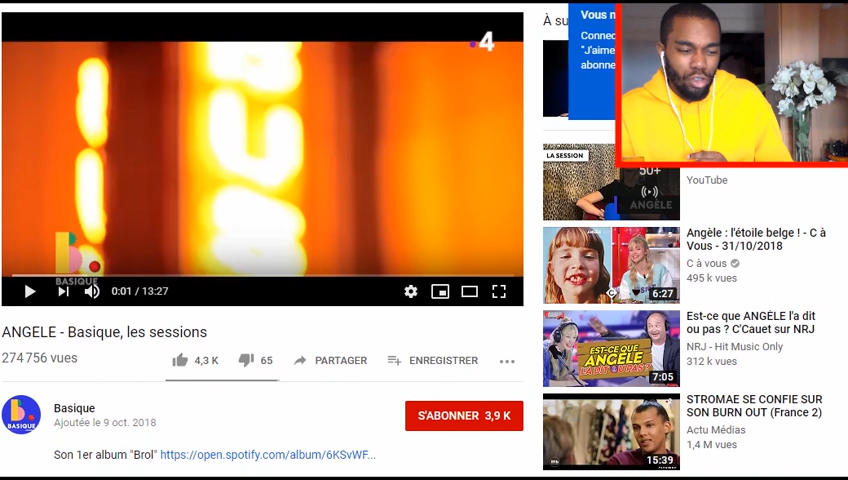 4
b.
BASIQUE
0:01 / 13:27
ANGELE - Basique, les sessions
274 756 vues
4,3 K
65
PARTAGER
ENREGISTRER
b.
BASIQUE
Basique
Ajoutée le 9 oct. 2018
S'ABONNER 3,9 K
Son 1er album "Brol" https://open.spotify.com/album/6KSvWF...
À su
Vous n
Connec
"J'aime
abonne
LA SESSION
50+
ANGÈLE
YouTube
6:27
Angèle : l'étoile belge ! - C à
Vous - 31/10/2018
C à vous
495 k vues
EST-CE QUE
ANGÈLE
L'A DIT OU PAS ?
7:05
Est-ce que ANGÈLE l'a dit
ou pas ? C'Cauet sur NRJ
NRJ - Hit Music Only
312 k vues
15:39
STROMAE SE CONFIE SUR
SON BURN OUT (France 2)
Actu Médias
1,4 M vues